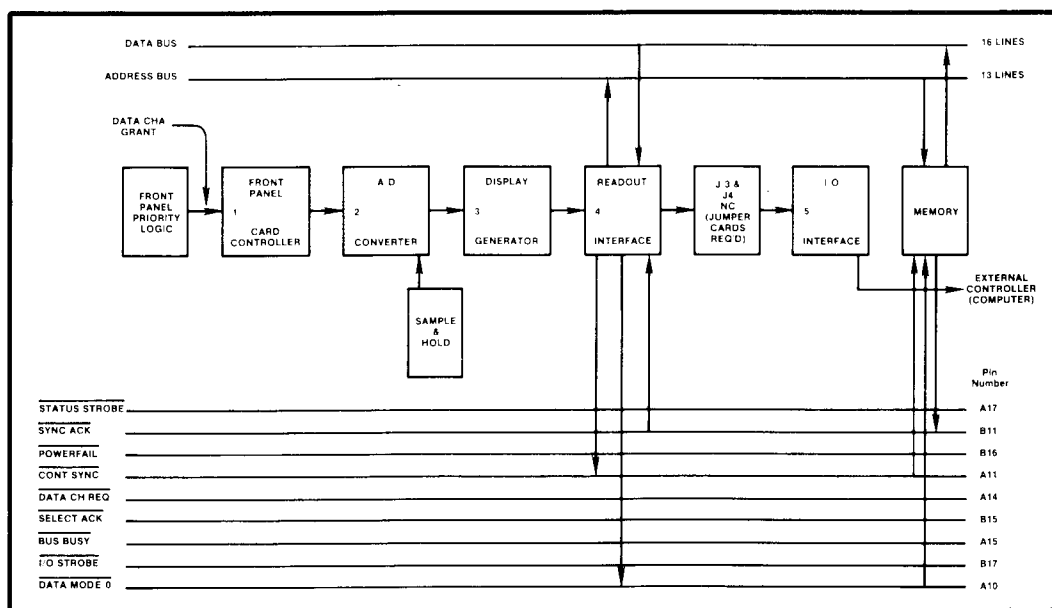 DATA BUS
16 LINES
ADDRESS BUS
13 LINES
DATA CHA
GRANT
FRONT
PANEL
PRIORITY
LOGIC
FRONT
PANEL
1
CARD
CONTROLLER
A D
2
CONVERTER
DISPLAY
3
GENERATOR
READOUT
4
INTERFACE
J 3 &
J4
NC
(JUMPER
CARDS
REQ'D)
I O
5
INTERFACE
MEMORY
SAMPLE
&
HOLD
EXTERNAL
CONTROLLER
(COMPUTER)
Pin
Number
STATUS STROBE
A17
SYNC ACK
B11
POWERFAIL
B16
CONT SYNC
A11
DATA CH REQ
A14
SELECT ACK
B15
BUS BUSY
A15
I/O STROBE
B17
DATA MODE 0
A10